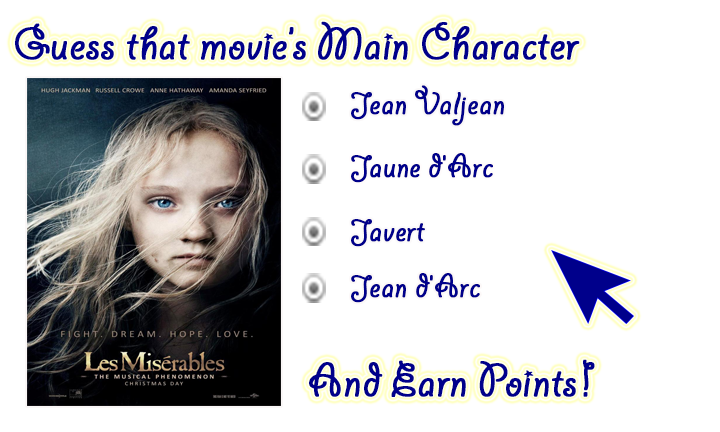 Guess that movie's Main Character
HUGH JACKMAN RUSSELL CROWE ANNE HATHAWAY AMANDA SEYFRIED
Jean Valjean
Jaune d'Arc
Javert
Jean d'Arc
FIGHT. DREAM. HOPE. LOVE.
Les Misérables
THE MUSICAL PHENOMENON
CHRISTMAS DAY
And Earn Points!